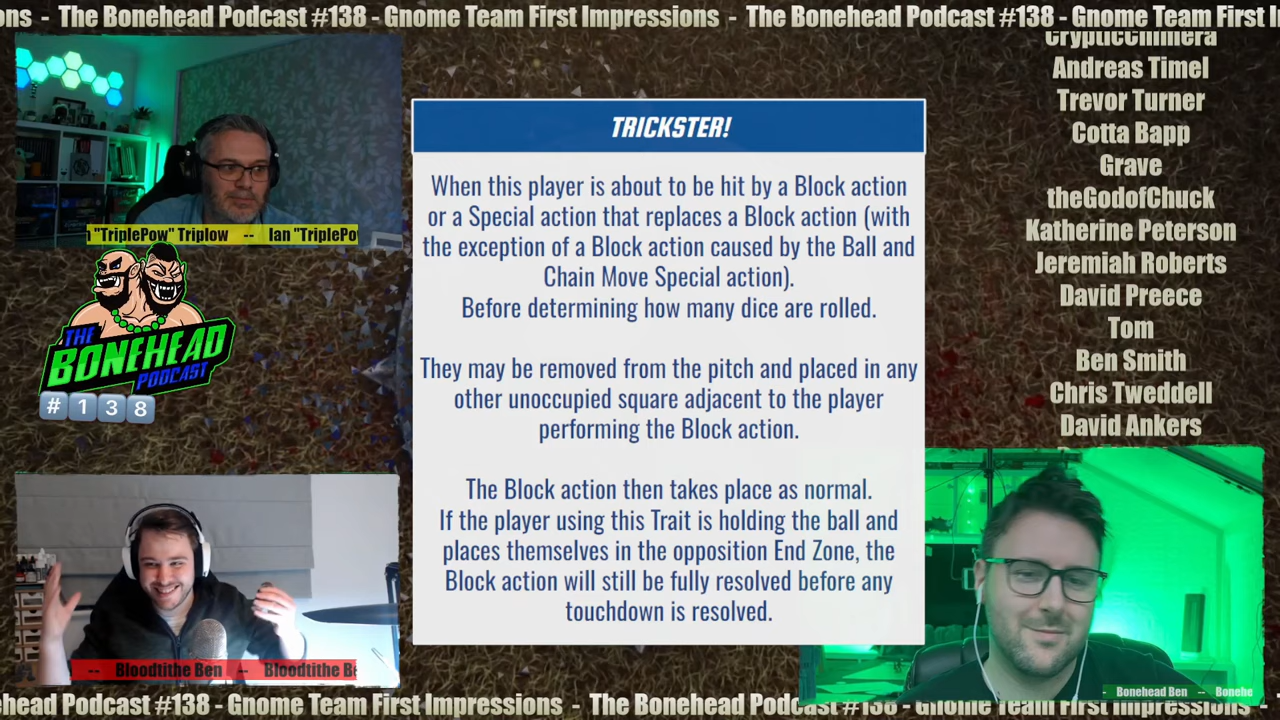 ons - The Bonehead Podcast #138 - Gnome Team First Impressions - The Bonehead Podcast #138 - Gnome Team First I
"TriplePow" Triplow -- Ian "TriplePo
THE
BONEHEAD
PODCAST
#138
-- Bloodtithe Ben -- Bloodtithe Be
TRICKSTER!
When this player is about to be hit by a Block action
or a Special action that replaces a Block action (with
the exception of a Block action caused by the Ball and
Chain Move Special action).
Before determining how many dice are rolled.
They may be removed from the pitch and placed in any
other unoccupied square adjacent to the player
performing the Block action.
The Block action then takes place as normal.
If the player using this Trait is holding the ball and
places themselves in the opposition End Zone, the
Block action will still be fully resolved before any
touchdown is resolved.
CrypticChimera
Andreas Timel
Trevor Turner
Cotta Bapp
Grave
theGodofChuck
Katherine Peterson
Jeremiah Roberts
David Preece
Tom
Ben Smith
Chris Tweddell
David Ankers
- Bonehead Ben -- Bonehe
ehead Podcast #138 - Gnome Team First Impressions - The Bonehead Podcast #138 - Gnome Team First Impressions -